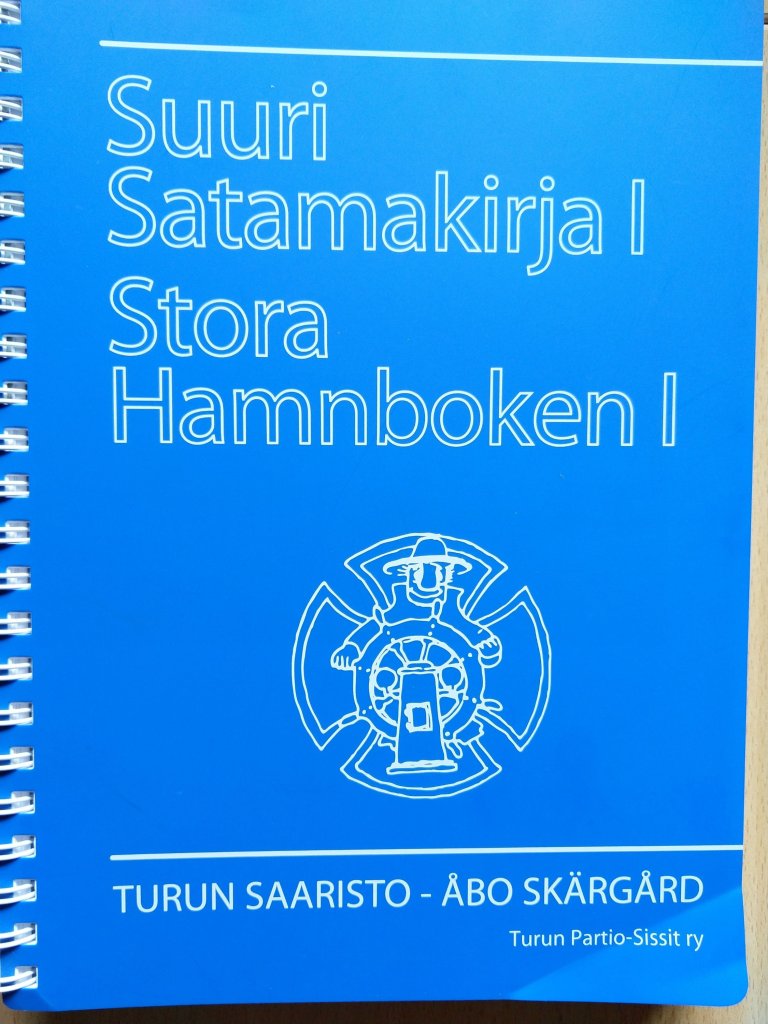 Suuri
Satamakirja I
Stora
Hamnboken I
TURUN SAARISTO - ÅBO SKÄRGÅRD
Turun Partio-Sissit ry